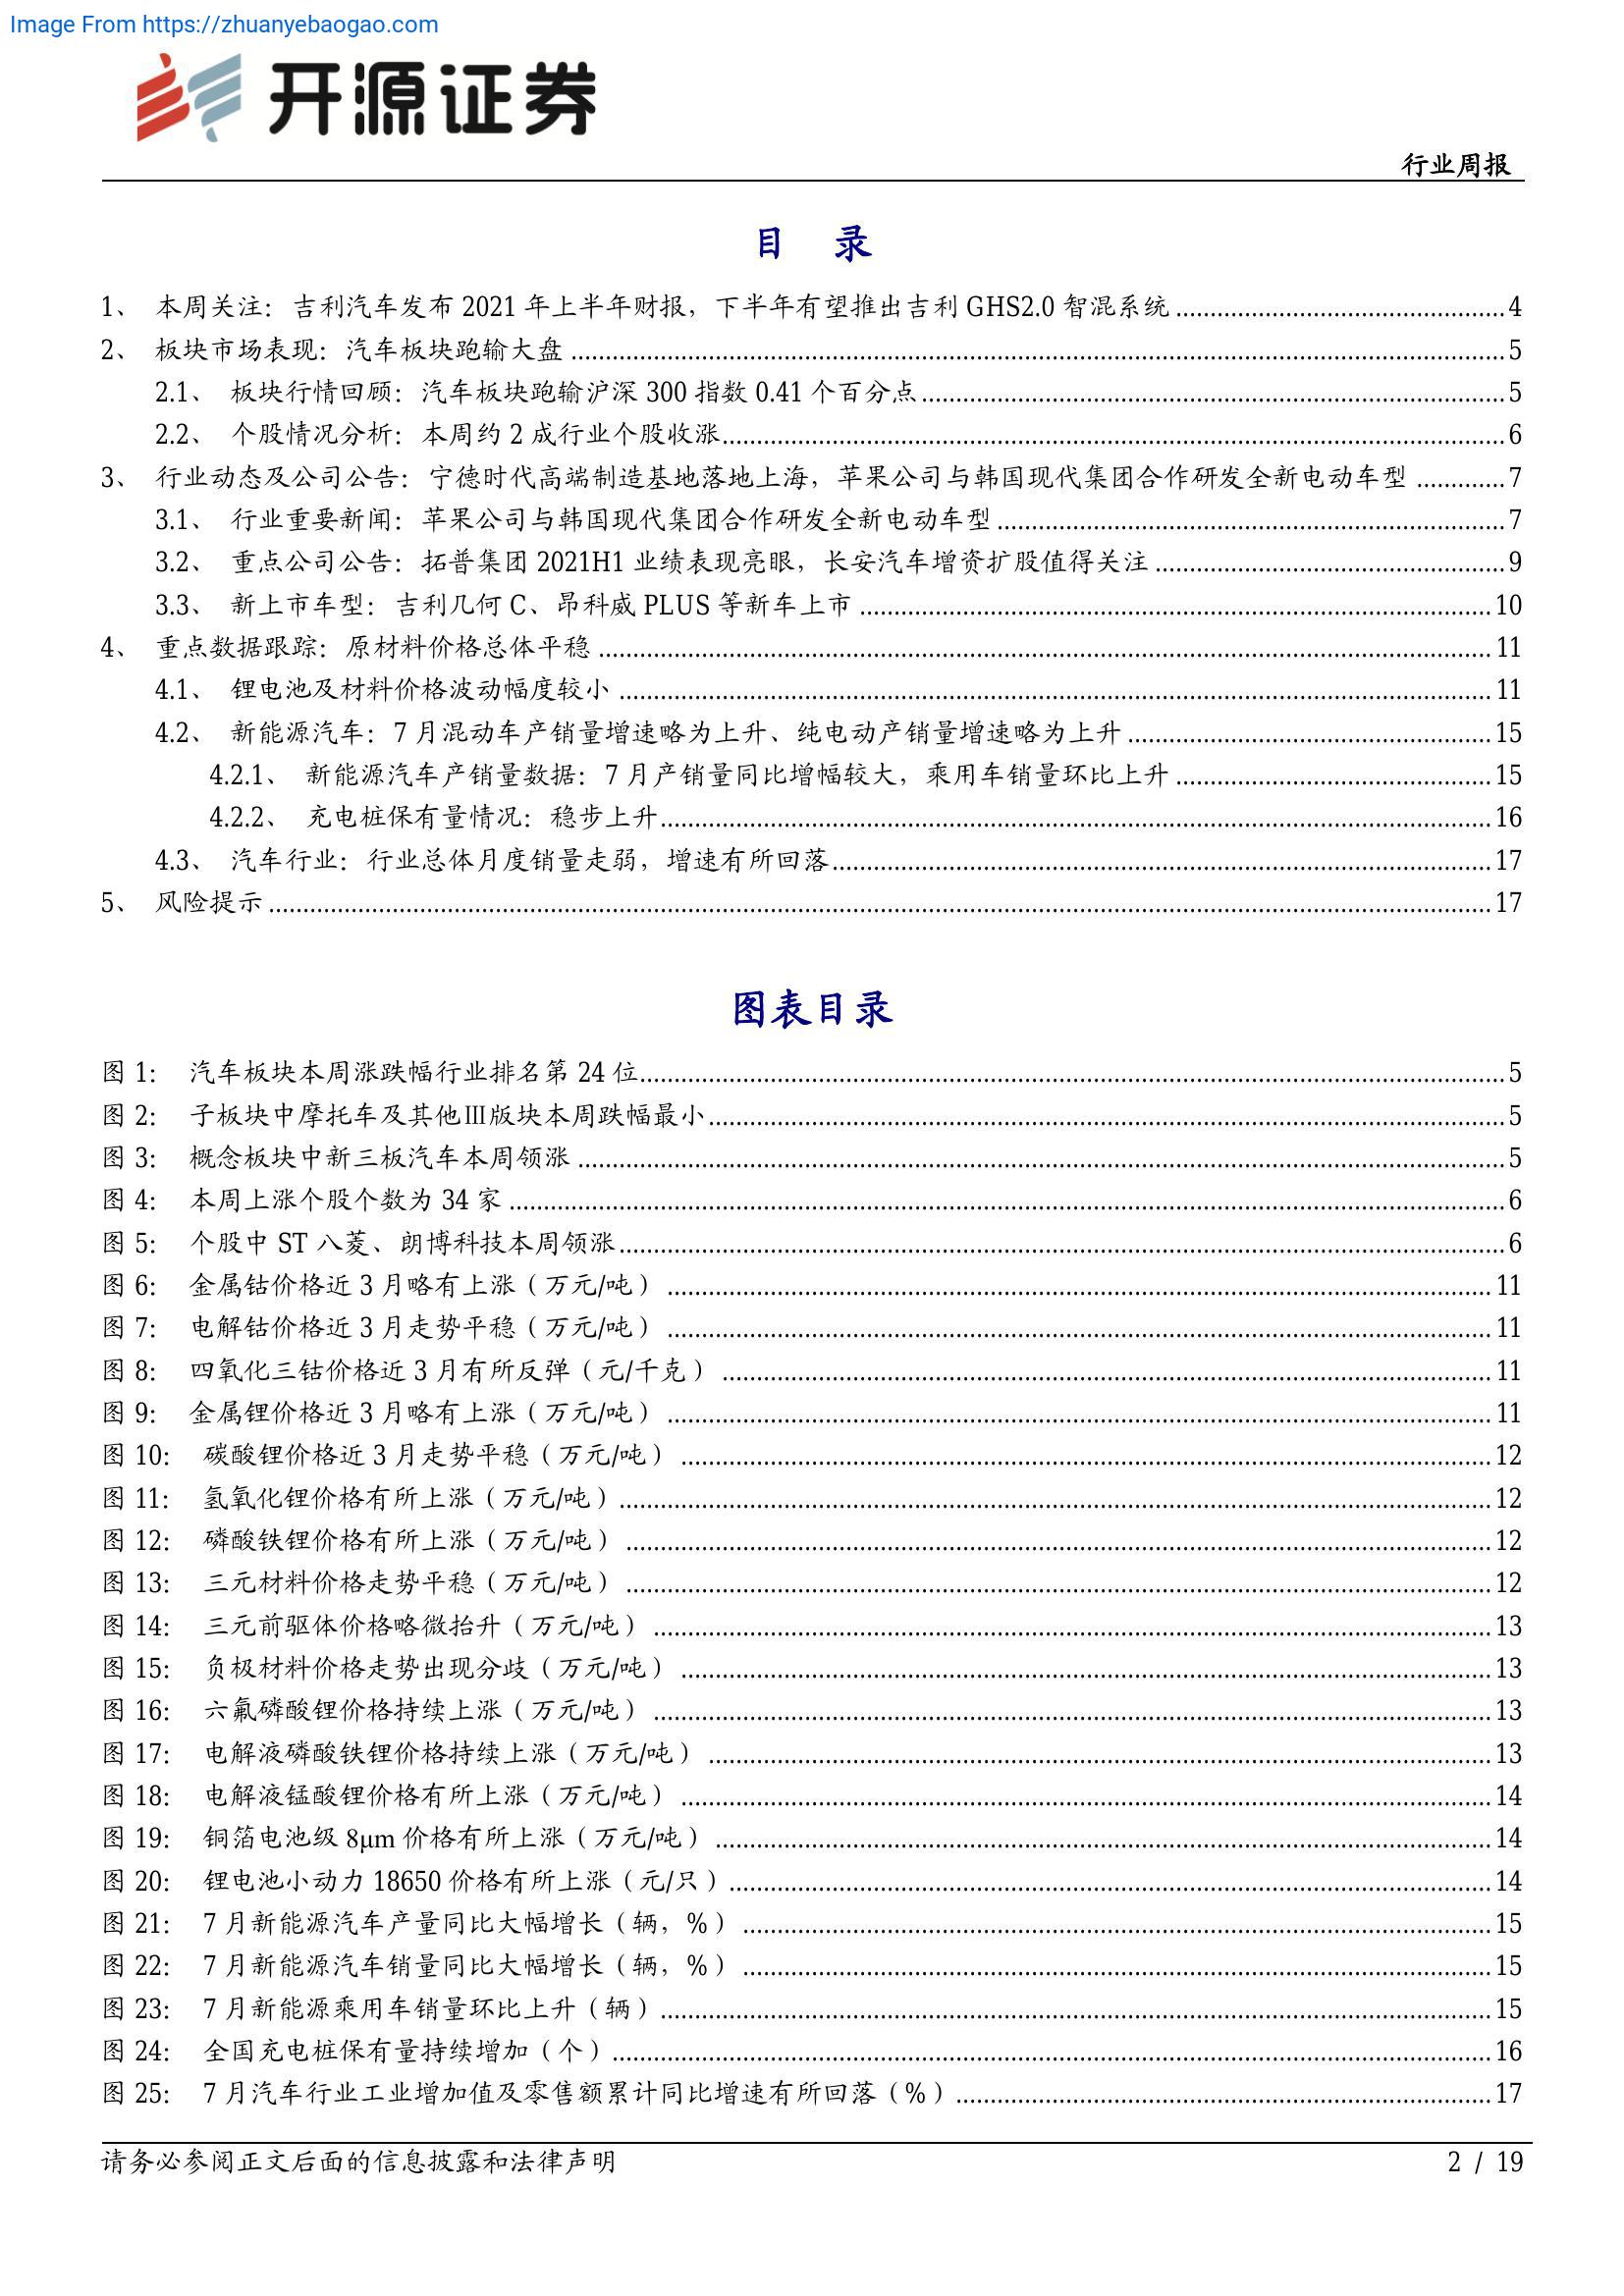 Image From https://zhuanyebaogao.com
开源证券
行业周报
目 录
1、 本周关注：吉利汽车发布 2021 年上半年财报，下半年有望推出吉利 GHS2.0 智混系统 ................................................ 4
2、 板块市场表现：汽车板块跑输大盘 ................................................ 5
2.1、 板块行情回顾：汽车板块跑输沪深 300 指数 0.41 个百分点 ................................................ 5
2.2、 个股情况分析：本周约 2 成行业个股收涨 ................................................ 6
3、 行业动态及公司公告：宁德时代高端制造基地落地上海，苹果公司与韩国现代集团合作研发全新电动车型 ............. 7
3.1、 行业重要新闻：苹果公司与韩国现代集团合作研发全新电动车型 ................................................ 7
3.2、 重点公司公告：拓普集团 2021H1 业绩表现亮眼，长安汽车增资扩股值得关注 ................................................ 9
3.3、 新上市车型：吉利几何 C、昂科威 PLUS 等新车上市 ................................................ 10
4、 重点数据跟踪：原材料价格总体平稳 ................................................ 11
4.1、 锂电池及材料价格波动幅度较小 ................................................ 11
4.2、 新能源汽车：7 月混动车产销量增速略为上升、纯电动产销量增速略为上升 ................................................ 15
4.2.1、 新能源汽车产销量数据：7 月产销量同比增幅较大，乘用车销量环比上升 ................................................ 15
4.2.2、 充电桩保有量情况：稳步上升 ................................................ 16
4.3、 汽车行业：行业总体月度销量走弱，增速有所回落 ................................................ 17
5、 风险提示 ................................................ 17
图表目录
图 1： 汽车板块本周涨跌幅行业排名第 24 位 ................................................ 5
图 2： 子板块中摩托车及其他Ⅲ版块本周跌幅最小 ................................................ 5
图 3： 概念板块中新三板汽车本周领涨 ................................................ 5
图 4： 本周上涨个股个数为 34 家 ................................................ 6
图 5： 个股中 ST 八菱、朗博科技本周领涨 ................................................ 6
图 6： 金属钴价格近 3 月略有上涨（万元/吨） ................................................ 11
图 7： 电解钴价格近 3 月走势平稳（万元/吨） ................................................ 11
图 8： 四氧化三钴价格近 3 月有所反弹（元/千克） ................................................ 11
图 9： 金属锂价格近 3 月略有上涨（万元/吨） ................................................ 11
图 10： 碳酸锂价格近 3 月走势平稳（万元/吨） ................................................ 12
图 11： 氢氧化锂价格有所上涨（万元/吨） ................................................ 12
图 12： 磷酸铁锂价格有所上涨（万元/吨） ................................................ 12
图 13： 三元材料价格走势平稳（万元/吨） ................................................ 12
图 14： 三元前驱体价格略微抬升（万元/吨） ................................................ 13
图 15： 负极材料价格走势出现分歧（万元/吨） ................................................ 13
图 16： 六氟磷酸锂价格持续上涨（万元/吨） ................................................ 13
图 17： 电解液磷酸铁锂价格持续上涨（万元/吨） ................................................ 13
图 18： 电解液锰酸锂价格有所上涨（万元/吨） ................................................ 14
图 19： 铜箔电池级 8μm 价格有所上涨（万元/吨） ................................................ 14
图 20： 锂电池小动力 18650 价格有所上涨（元/只） ................................................ 14
图 21： 7 月新能源汽车产量同比大幅增长（辆，%） ................................................ 15
图 22： 7 月新能源汽车销量同比大幅增长（辆，%） ................................................ 15
图 23： 7 月新能源乘用车销量环比上升（辆） ................................................ 15
图 24： 全国充电桩保有量持续增加（个） ................................................ 16
图 25： 7 月汽车行业工业增加值及零售额累计同比增速有所回落（%） ................................................ 17
请务必参阅正文后面的信息披露和法律声明
2 / 19